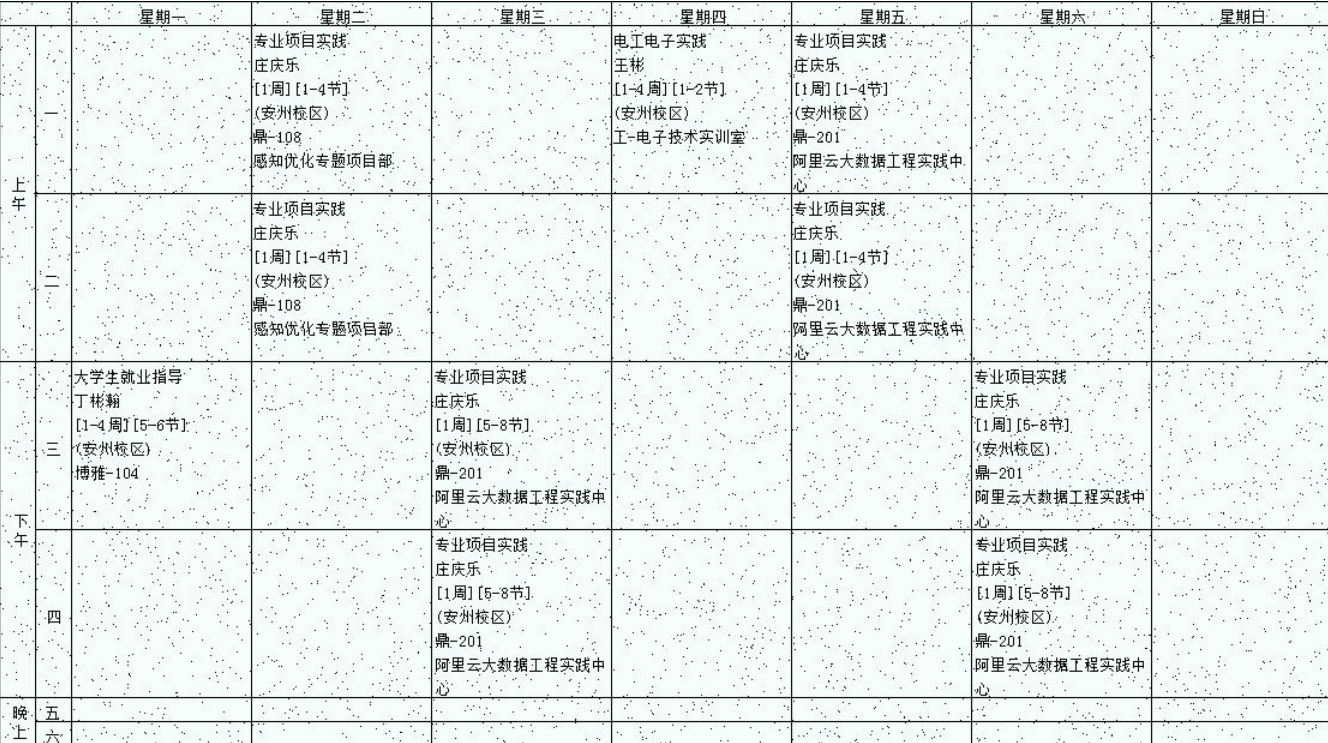 星期一 星期二 星期三 星期四 星期五 星期六 星期日
上午
一
专业项目实践
庄庆乐
[1周][1-4节]
(安州校区)
鼎-108
感知优化专题项目部
电工电子实践
王彬
[1-4周][1-2节]
(安州校区)
工-电子技术实训室
专业项目实践
庄庆乐
[1周][1-4节]
(安州校区)
鼎-201
阿里云大数据工程实践中
心
二
专业项目实践
庄庆乐
[1周][1-4节]
(安州校区)
鼎-108
感知优化专题项目部
专业项目实践
庄庆乐
[1周][1-4节]
(安州校区)
鼎-201
阿里云大数据工程实践中
心
下午
三
大学生就业指导
丁彬瀚
[1-4周][5-6节]
(安州校区)
博雅-104
专业项目实践
庄庆乐
[1周][5-8节]
(安州校区)
鼎-201
阿里云大数据工程实践中
心
专业项目实践
庄庆乐
[1周][5-8节]
(安州校区)
鼎-201
阿里云大数据工程实践中
心
四
专业项目实践
庄庆乐
[1周][5-8节]
(安州校区)
鼎-201
阿里云大数据工程实践中
心
专业项目实践
庄庆乐
[1周][5-8节]
(安州校区)
鼎-201
阿里云大数据工程实践中
心
晚上
五
六